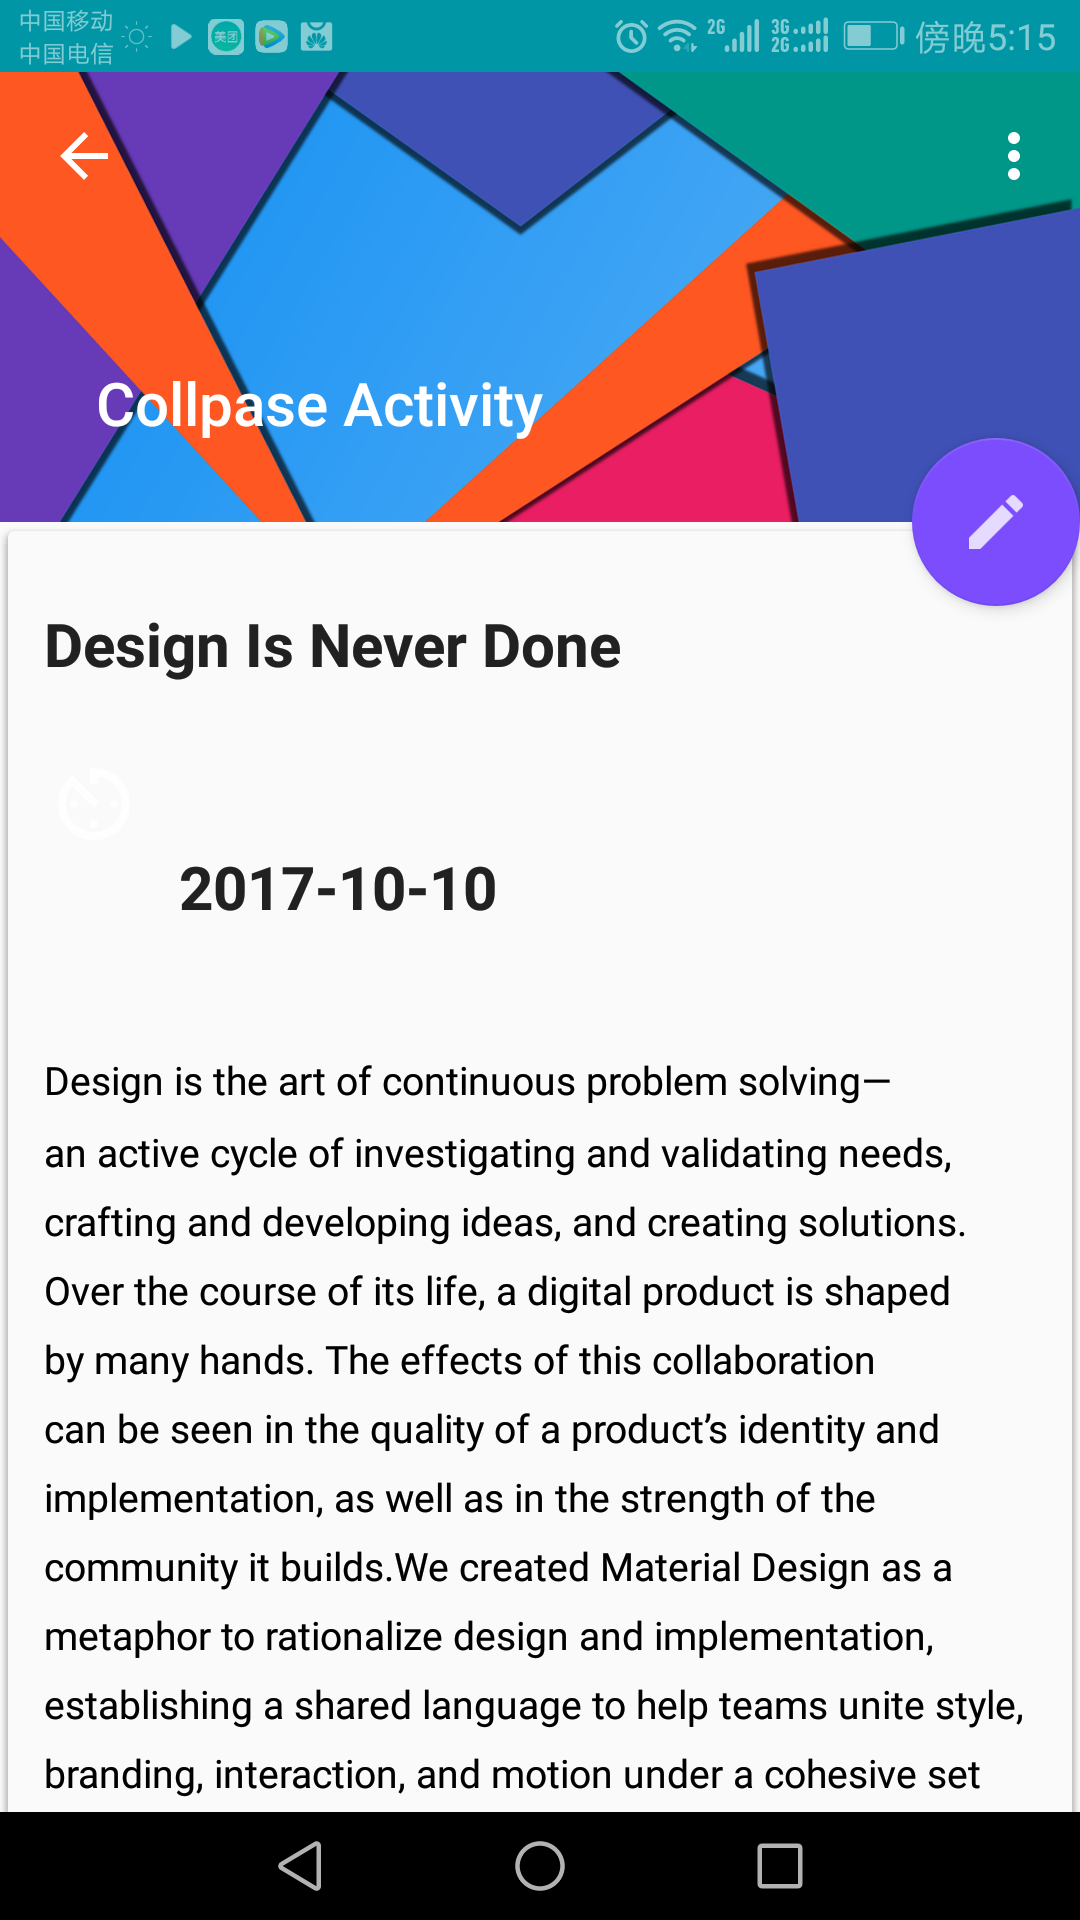 中国移动
中国电信
美团
2G
3G
2G
傍晚5:15
Collpase Activity
Design Is Never Done
2017-10-10
Design is the art of continuous problem solving—
an active cycle of investigating and validating needs,
crafting and developing ideas, and creating solutions.
Over the course of its life, a digital product is shaped
by many hands. The effects of this collaboration
can be seen in the quality of a product’s identity and
implementation, as well as in the strength of the
community it builds.We created Material Design as a
metaphor to rationalize design and implementation,
establishing a shared language to help teams unite style,
branding, interaction, and motion under a cohesive set